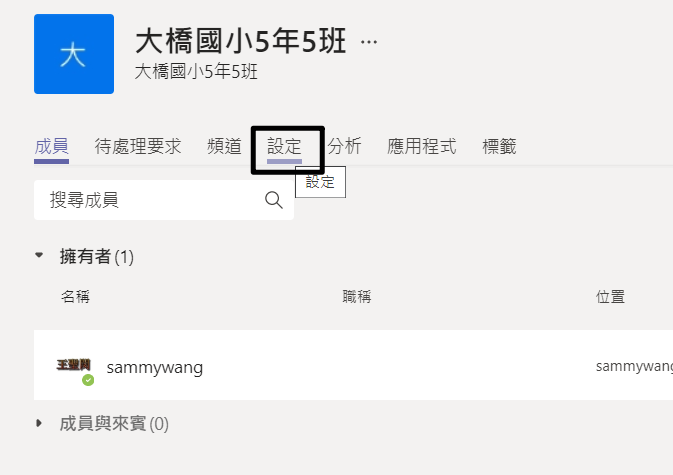 大
大橋國小5年5班 ...
大橋國小5年5班
成員 待處理要求 頻道 設定 分析 應用程式 標籤
設定
搜尋成員
擁有者(1)
名稱 職稱 位置
sammywang sammywang
成員與來賓(0)